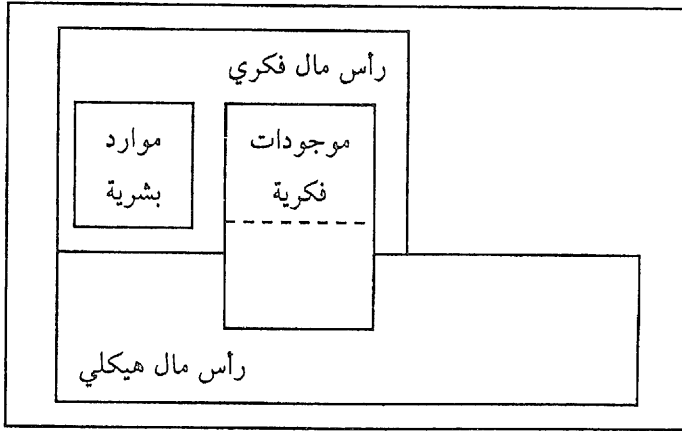 رأس مال فكري
موجودات
فكرية
موارد
بشرية
رأس مال هيكلي